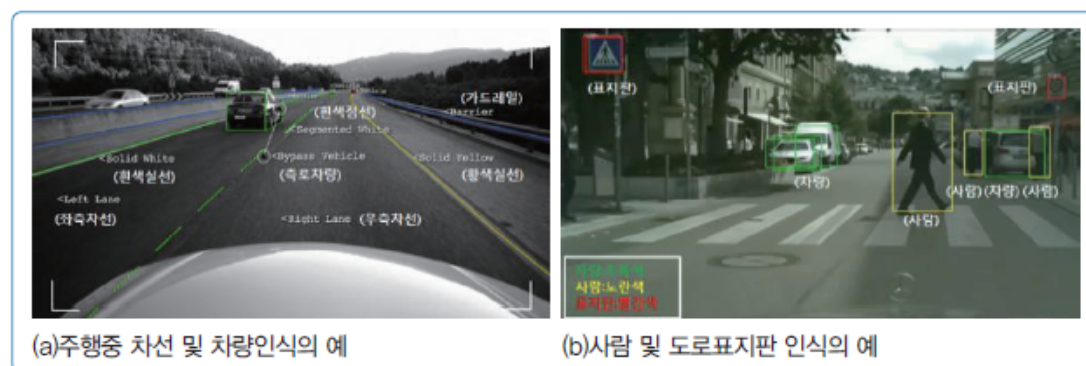 (흰색점선)
<Segmented White
(가드레일)
<Barrier
<Solid White
(흰색실선)
<Bypass Vehicle
(측로차량)
<Solid Yellow
(황색실선)
<Left Lane
(좌측차선)
<Right Lane (우측차선)
(a)주행중 차선 및 차량인식의 예
(표지판)
(표지판)
(차량)
(사람)
(차량)
(사람)
(사람)
차량:초록색
사람:노란색
표지판:빨간색
(b)사람 및 도로표지판 인식의 예